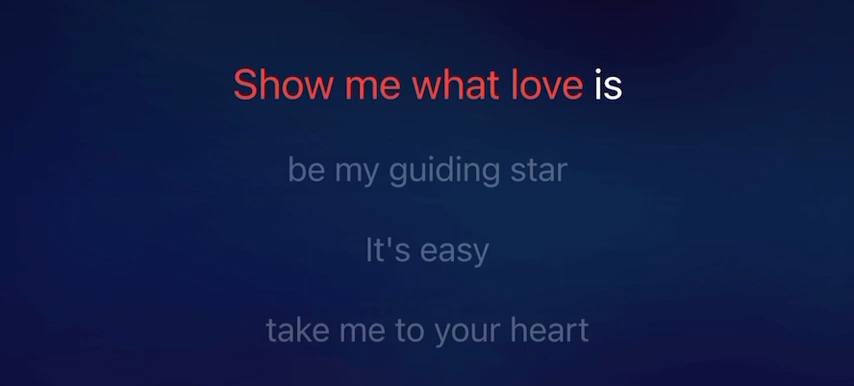 Show me what love is
be my guiding star
It's easy
take me to your heart